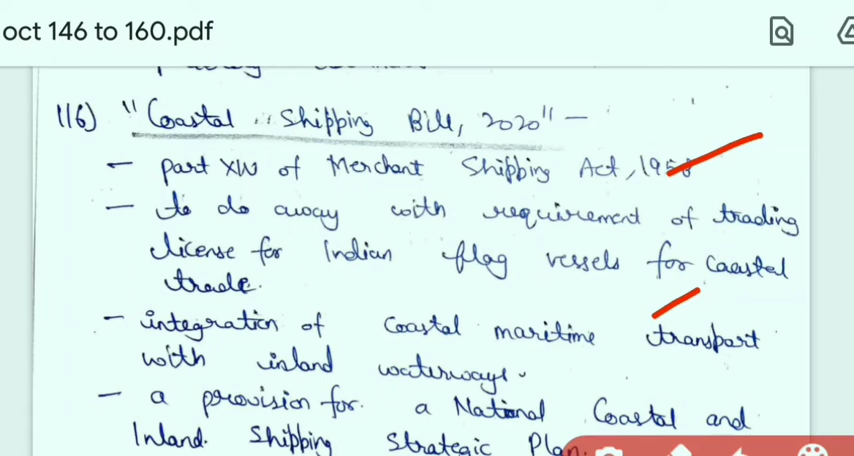 oct 146 to 160.pdf
116) "Coastal Shipping Bill, 2020" -
- part XIV of Merchant Shipping Act, 1958
- to do away with requirement of trading
license for Indian flag vessels for Coastal
trade.
- integration of Coastal maritime transport
with inland waterways.
- a provision for a National Coastal and
Inland Shipping Strategic Plan.